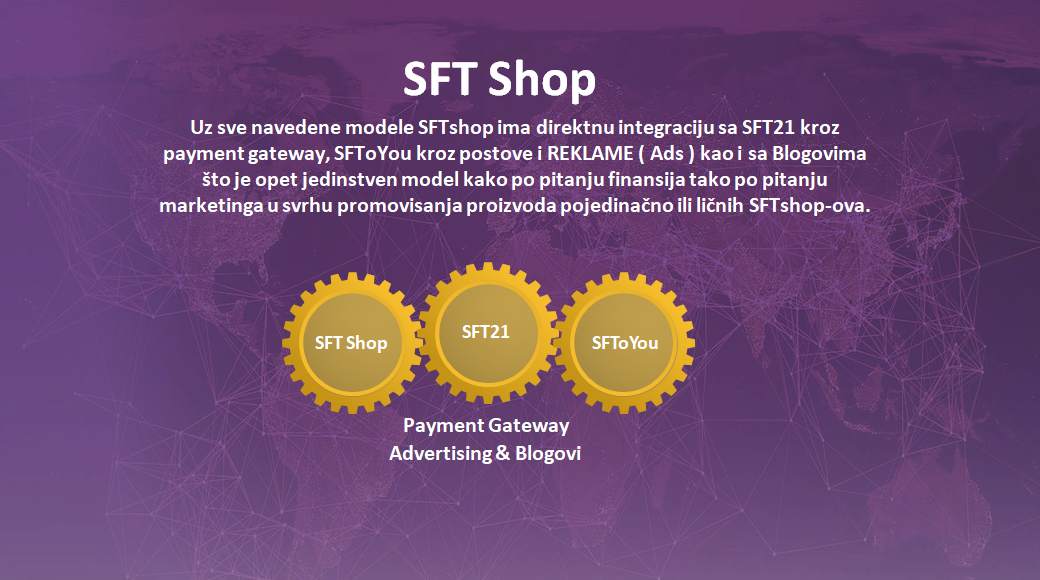 SFT Shop
Uz sve navedene modele SFTshop ima direktnu integraciju sa SFT21 kroz
payment gateway, SFToYou kroz postove i REKLAME ( Ads ) kao i sa Blogovima
što je opet jedinstven model kako po pitanju finansija tako po pitanju
marketinga u svrhu promovisanja proizvoda pojedinačno ili ličnih SFTshop-ova.
SFT Shop
SFT21
SFToYou
Payment Gateway
Advertising & Blogovi